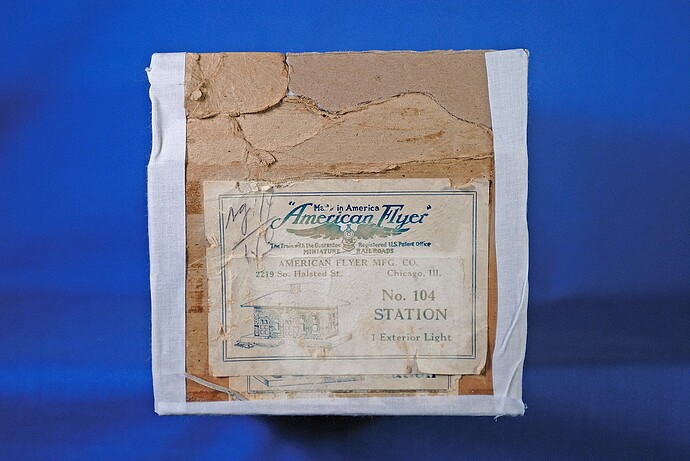 Made in America
"American Flyer"
"The Train with the Guarantee Registered U.S. Patent Office
MINIATURE RAILROADS
AMERICAN FLYER MFG. CO.
2219 So. Halsted St. Chicago, Ill.
No. 104
STATION
1 Exterior Light